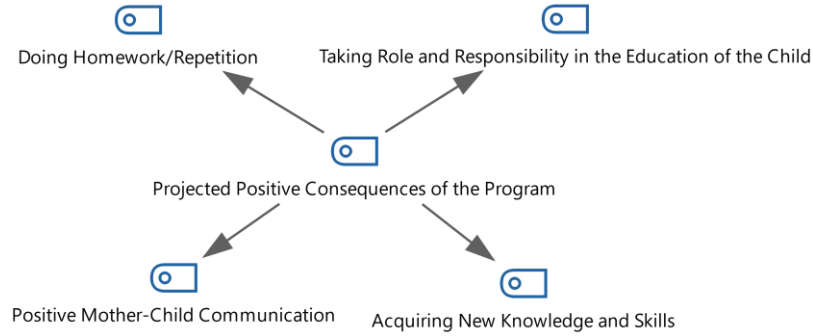 Doing Homework/Repetition
Taking Role and Responsibility in the Education of the Child
Projected Positive Consequences of the Program
Positive Mother-Child Communication
Acquiring New Knowledge and Skills